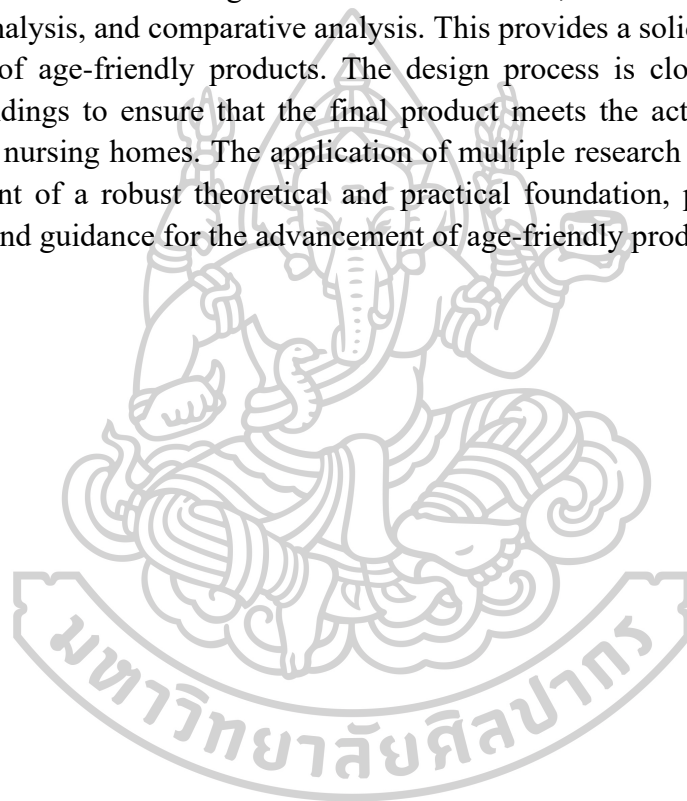 nalysis, and comparative analysis. This provides a solid
of age-friendly products. The design process is clo
dings to ensure that the final product meets the act
nursing homes. The application of multiple research
nt of a robust theoretical and practical foundation, p
nd guidance for the advancement of age-friendly prod
มหาวิทยาลัยศิลปากร